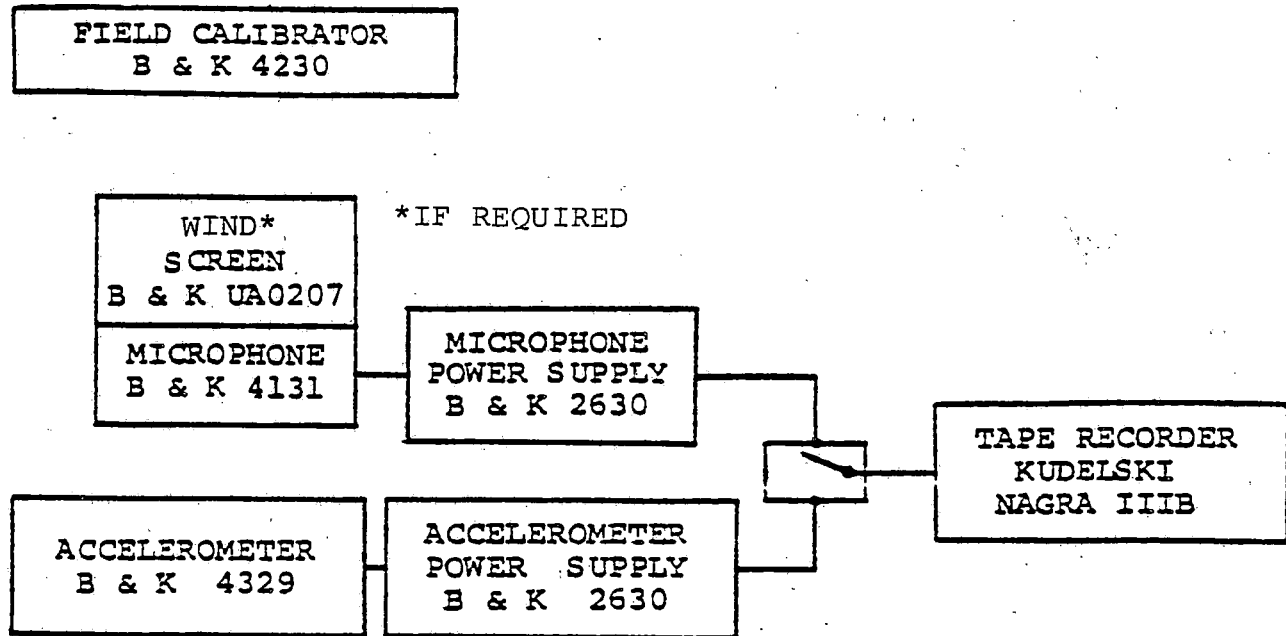 FIELD CALIBRATOR
B & K 4230
WIND*
SCREEN
B & K UA0207
*IF REQUIRED
MICROPHONE
B & K 4131
MICROPHONE
POWER SUPPLY
B & K 2630
TAPE RECORDER
KUDELSKI
NAGRA IIIB
ACCELEROMETER
B & K 4329
ACCELEROMETER
POWER SUPPLY
B & K 2630